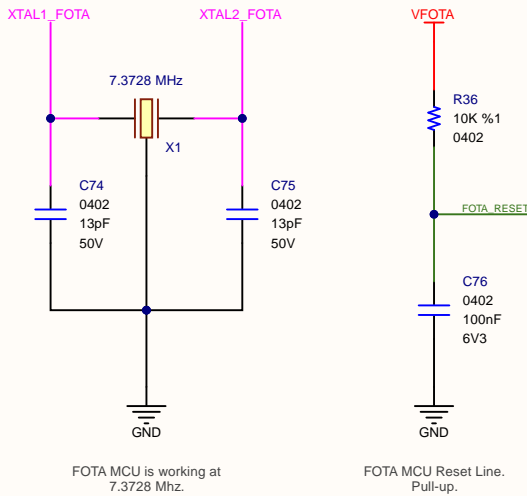 XTAL1_FOTA
XTAL2_FOTA
VFOTA
7.3728 MHz
X1
R36
10K %1
0402
C74
0402
13pF
50V
C75
0402
13pF
50V
FOTA_RESET
C76
0402
100nF
6V3
GND
GND
FOTA MCU is working at
7.3728 Mhz.
FOTA MCU Reset Line.
Pull-up.